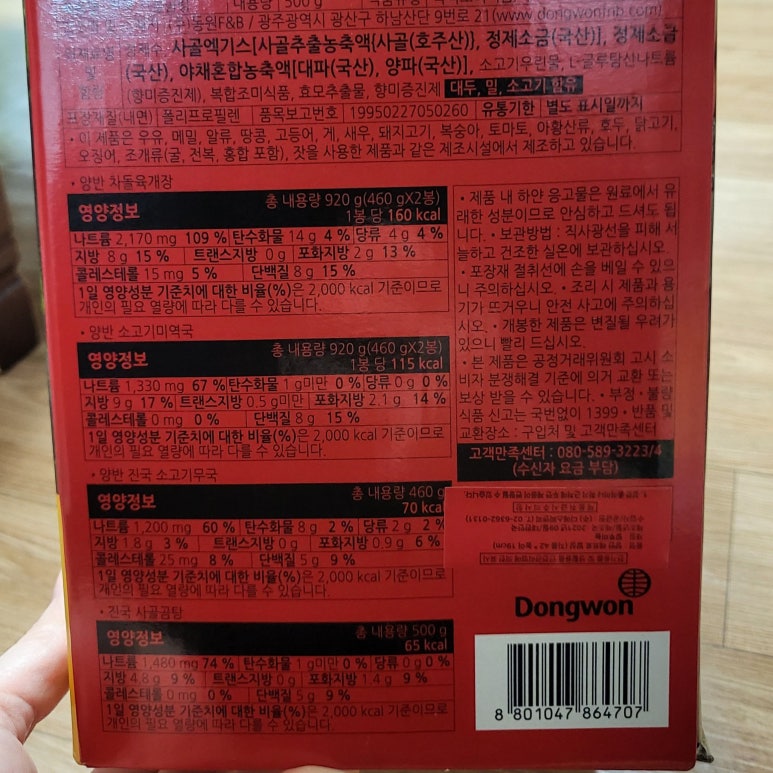 내용량 500 g
(주)동원F&B / 광주광역시 광산구 하남산단 9번로 21(www.dongwonfnb.com)
사골엑기스[사골추출농축액{사골(호주산)}, 정제소금(국산)], 정제소금
(국산), 야채혼합농축액[대파(국산), 양파(국산)], 소고기우린물, L-글루탐산나트륨
(향미증진제), 복합조미식품, 효모추출물, 향미증진제 대두, 밀, 소고기 함유
포장재질(내면) 폴리프로필렌 품목보고번호 19950227050260 유통기한 별도 표시일까지
• 이 제품은 우유, 메밀, 알류, 땅콩, 고등어, 게, 새우, 돼지고기, 복숭아, 토마토, 아황산류, 호두, 닭고기,
오징어, 조개류(굴, 전복, 홍합 포함), 잣을 사용한 제품과 같은 제조시설에서 제조하고 있습니다.
• 양반 차돌육개장
영양정보
총 내용량 920 g(460 gX2봉)
1봉 당 160 kcal
나트륨 2,170 mg 109 % 탄수화물 14 g 4 % 당류 4 g 4 %
지방 8 g 15 % 트랜스지방 0 g 포화지방 2 g 13 %
콜레스테롤 15 mg 5 % 단백질 8 g 15 %
1일 영양성분 기준치에 대한 비율(%)은 2,000 kcal 기준이므로
개인의 필요 열량에 따라 다를 수 있습니다.
• 양반 소고기미역국
영양정보
총 내용량 920 g(460 gX2봉)
1봉 당 115 kcal
나트륨 1,330 mg 67 % 탄수화물 1 g미만 0 % 당류 0 g 0 %
지방 9 g 17 % 트랜스지방 0.5 g미만 포화지방 2.1 g 14 %
콜레스테롤 0 mg 0 % 단백질 8 g 15 %
1일 영양성분 기준치에 대한 비율(%)은 2,000 kcal 기준이므로
개인의 필요 열량에 따라 다를 수 있습니다.
• 양반 진국 소고기무국
영양정보
총 내용량 460 g
70 kcal
나트륨 1,200 mg 60 % 탄수화물 8 g 2 % 당류 2 g 2 %
지방 1.8 g 3 % 트랜스지방 0 g 포화지방 0.9 g 6 %
콜레스테롤 25 mg 8 % 단백질 5 g 9 %
1일 영양성분 기준치에 대한 비율(%)은 2,000 kcal 기준이므로
개인의 필요 열량에 따라 다를 수 있습니다.
• 진국 사골곰탕
영양정보
총 내용량 500 g
65 kcal
나트륨 1,480 mg 74 % 탄수화물 1 g미만 0 % 당류 0 g 0 %
지방 4.8 g 9 % 트랜스지방 0 g 포화지방 1.4 g 9 %
콜레스테롤 0 mg 0 % 단백질 5 g 9 %
1일 영양성분 기준치에 대한 비율(%)은 2,000 kcal 기준이므로
개인의 필요 열량에 따라 다를 수 있습니다.
• 제품 내 하얀 응고물은 원료에서 유
래한 성분이므로 안심하고 드셔도 됩
니다. • 보관방법 : 직사광선을 피해 서
늘하고 건조한 실온에 보관하십시오.
• 포장재 절취선에 손을 베일 수 있으
니 주의하십시오. • 조리 시 제품과 용
기가 뜨거우니 안전 사고에 주의하십
시오. • 개봉한 제품은 변질될 우려가
있으니 빨리 드십시오.
• 본 제품은 공정거래위원회 고시 소
비자 분쟁해결 기준에 의거 교환 또는
보상 받을 수 있습니다. • 부정·불량
식품 신고는 국번없이 1399 • 반품 및
교환장소 : 구입처 및 고객만족센터
고객만족센터 : 080-589-3223/4
(수신자 요금 부담)
Dongwon
8 801047 864707